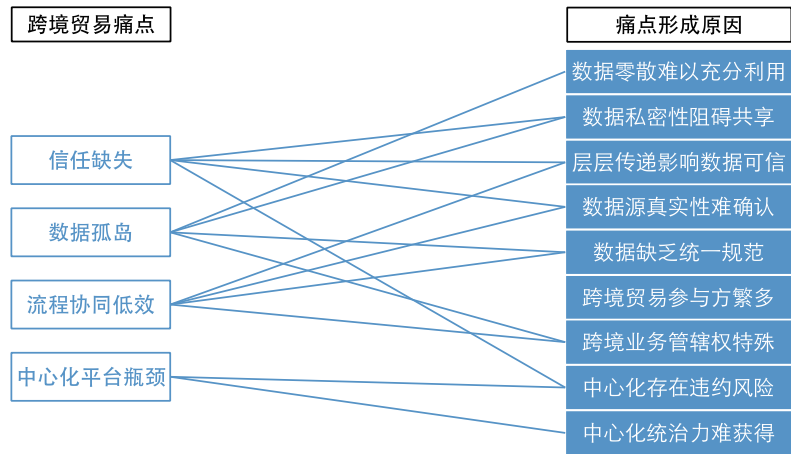 跨境贸易痛点
痛点形成原因
信任缺失
数据孤岛
流程协同低效
中心化平台瓶颈
数据零散难以充分利用
数据私密性阻碍共享
层层传递影响数据可信
数据源真实性难确认
数据缺乏统一规范
跨境贸易参与方繁多
跨境业务管辖权特殊
中心化存在违约风险
中心化统治力难获得